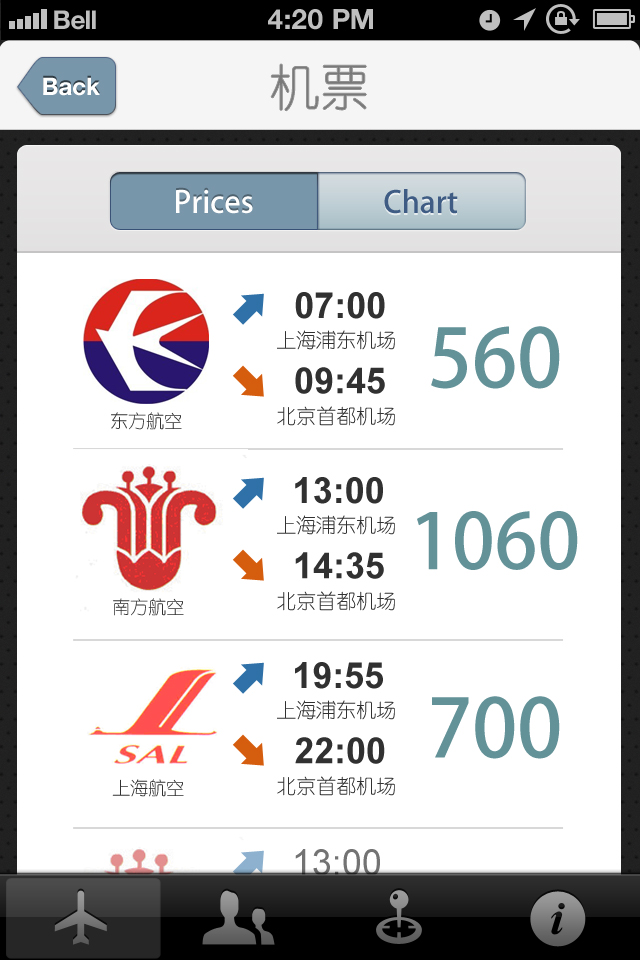 Bell 4:20 PM
Back 机票
Prices Chart
07:00
上海浦东机场
560
09:45
东方航空 北京首都机场
13:00
上海浦东机场
1060
14:35
南方航空 北京首都机场
19:55
上海浦东机场
700
SAL 22:00
上海航空 北京首都机场
13:00
i